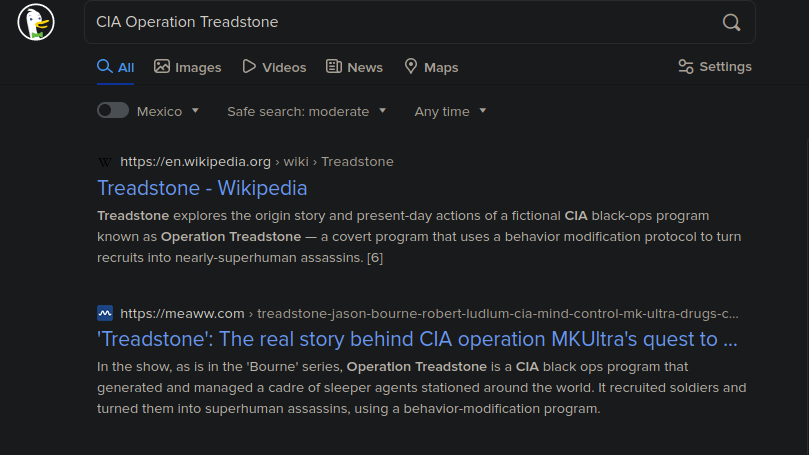 CIA Operation Treadstone
All Images Videos News Maps Settings
Mexico Safe search: moderate Any time
W https://en.wikipedia.org › wiki › Treadstone
Treadstone - Wikipedia
Treadstone explores the origin story and present-day actions of a fictional CIA black-ops program
known as Operation Treadstone — a covert program that uses a behavior modification protocol to turn
recruits into nearly-superhuman assassins. [6]
https://meaww.com › treadstone-jason-bourne-robert-ludlum-cia-mind-control-mk-ultra-drugs-c...
'Treadstone': The real story behind CIA operation MKUltra's quest to ...
In the show, as is in the 'Bourne' series, Operation Treadstone is a CIA black ops program that
generated and managed a cadre of sleeper agents stationed around the world. It recruited soldiers and
turned them into superhuman assassins, using a behavior-modification program.